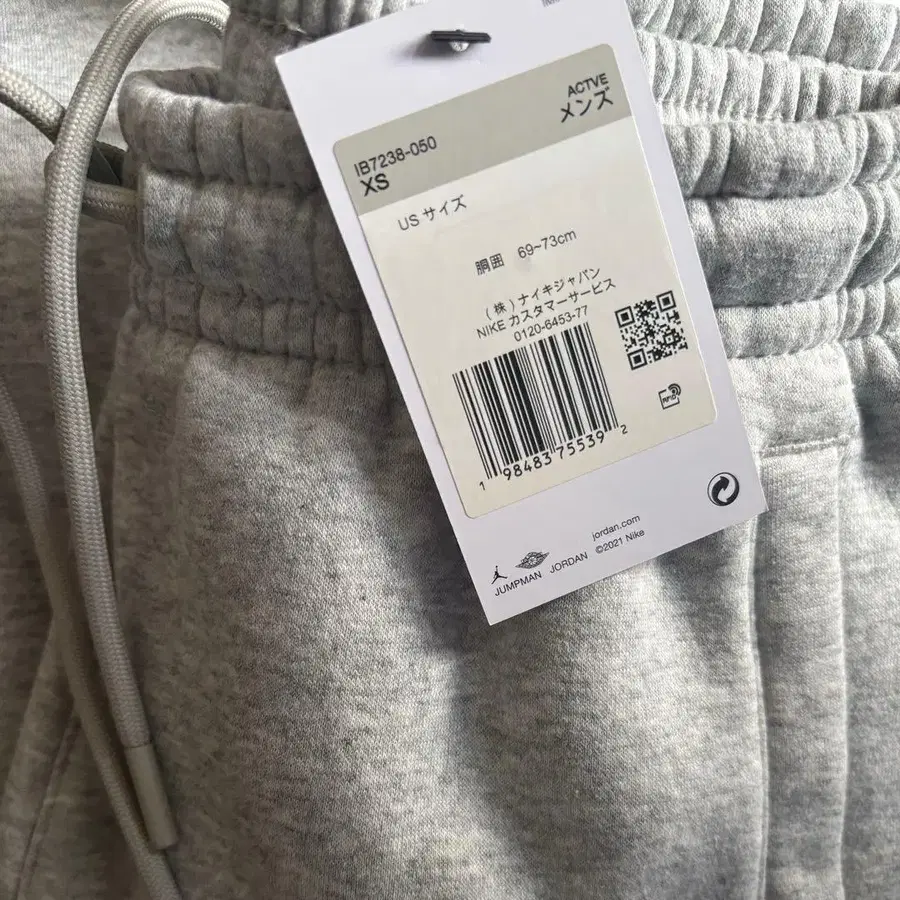 ACTVE
メンズ
IB7238-050
XS
US サイズ
胴囲 69~73cm
(株)ナイキジャパン
NIKE カスタマーサービス
0120-6453-77
1 98483 75539 2
RFID
jordan.com
JUMPMAN JORDAN ©2021 Nike